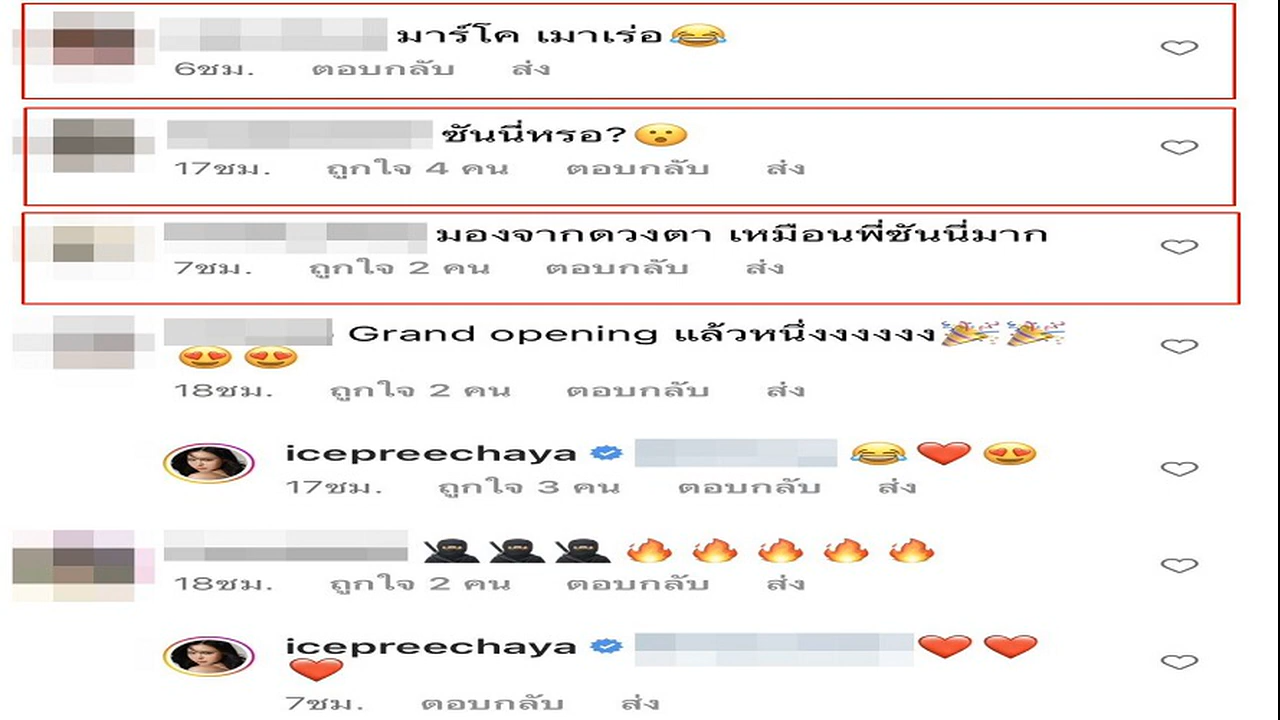 มาร์โค เมาเร่อ😂
6ชม. ตอบกลับ ส่ง
ซันนี่หรอ?😮
17ชม. ถูกใจ 4 คน ตอบกลับ ส่ง
มองจากดวงตา เหมือนพี่ซันนี่มาก
7ชม. ถูกใจ 2 คน ตอบกลับ ส่ง
Grand opening แล้วหนึ่งงงงงง🎉🎉
😍😍
18ชม. ถูกใจ 2 คน ตอบกลับ ส่ง
icepreechaya 😂❤️😍
17ชม. ถูกใจ 3 คน ตอบกลับ ส่ง
🥷🥷🥷🔥🔥🔥🔥🔥
18ชม. ถูกใจ 2 คน ตอบกลับ ส่ง
icepreechaya ❤️❤️
❤️
7ชม. ตอบกลับ ส่ง